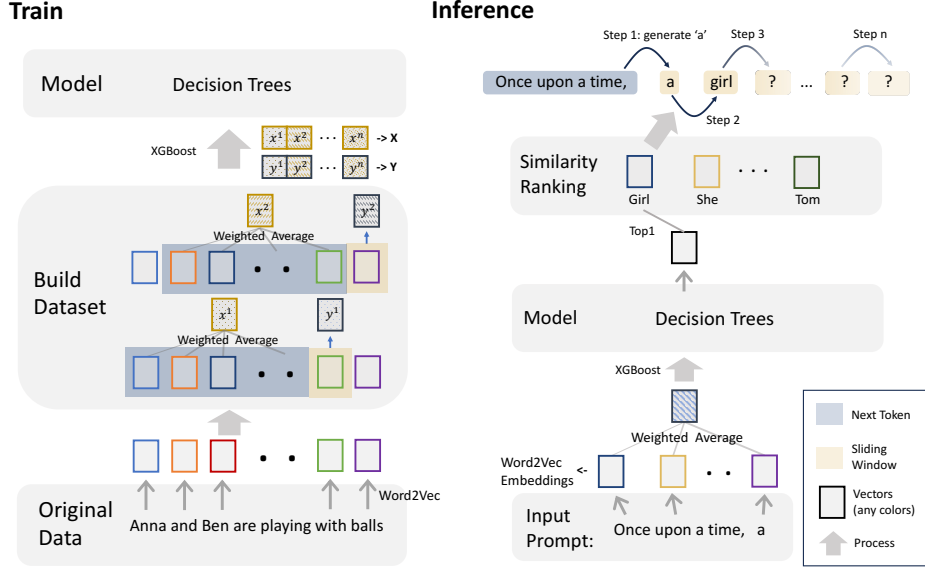 Train
Model
Decision Trees
XGBoost
x¹ x² ... xⁿ -> X
y¹ y² ... yⁿ -> Y
x² y²
Weighted Average
Build
Dataset
x¹ y¹
Weighted Average
Word2Vec
Original
Data
Anna and Ben are playing with balls
Inference
Step 1: generate ‘a’
Step 3
Step n
Once upon a time, a girl ? ... ? ?
Step 2
Similarity
Ranking
...
Girl She Tom
Top1
Model
Decision Trees
XGBoost
Weighted Average
Word2Vec
Embeddings <-
Input
Prompt:
Once upon a time, a
Next Token
Sliding
Window
Vectors
(any colors)
Process